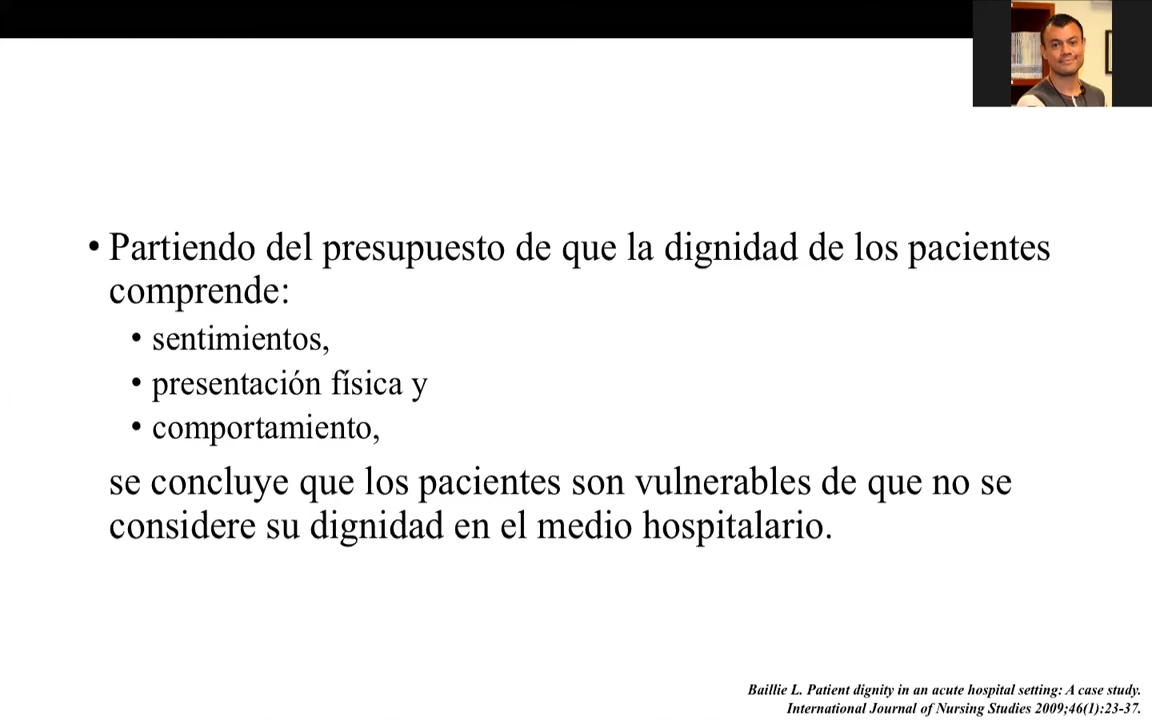 • Partiendo del presupuesto de que la dignidad de los pacientes
comprende:
• sentimientos,
• presentación física y
• comportamiento,
se concluye que los pacientes son vulnerables de que no se
considere su dignidad en el medio hospitalario.
Baillie L. Patient dignity in an acute hospital setting: A case study.
International Journal of Nursing Studies 2009;46(1):23-37.